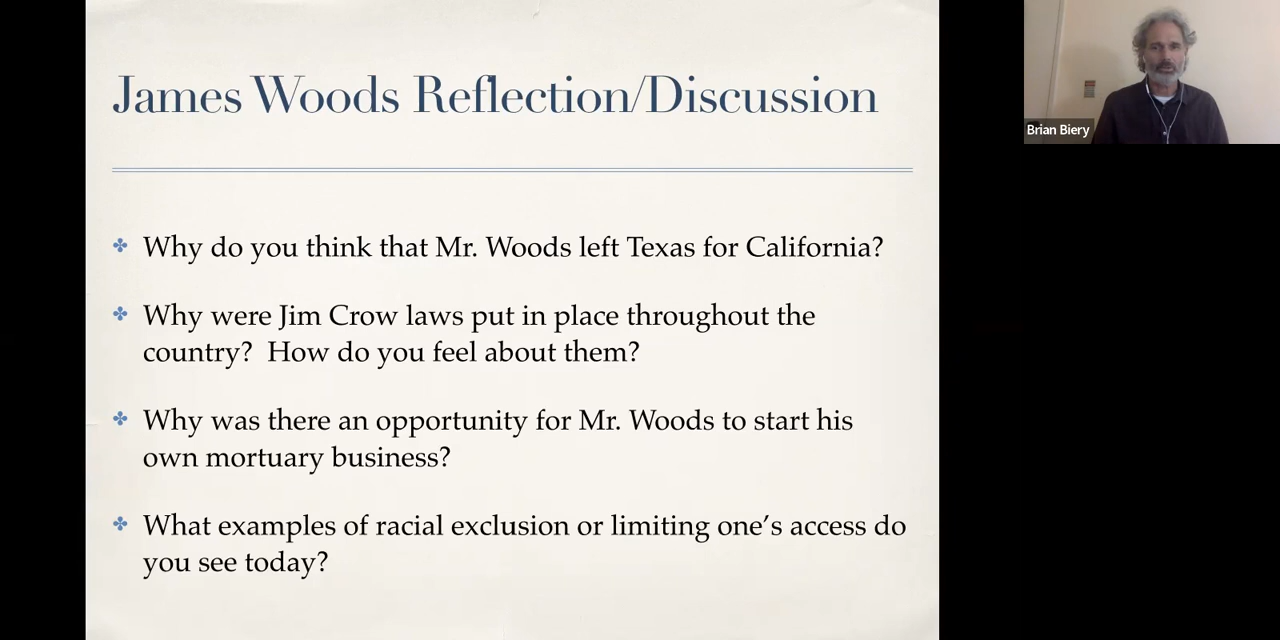 James Woods Reflection/Discussion
Why do you think that Mr. Woods left Texas for California?
Why were Jim Crow laws put in place throughout the
country?  How do you feel about them?
Why was there an opportunity for Mr. Woods to start his
own mortuary business?
What examples of racial exclusion or limiting one’s access do
you see today?
Brian Biery